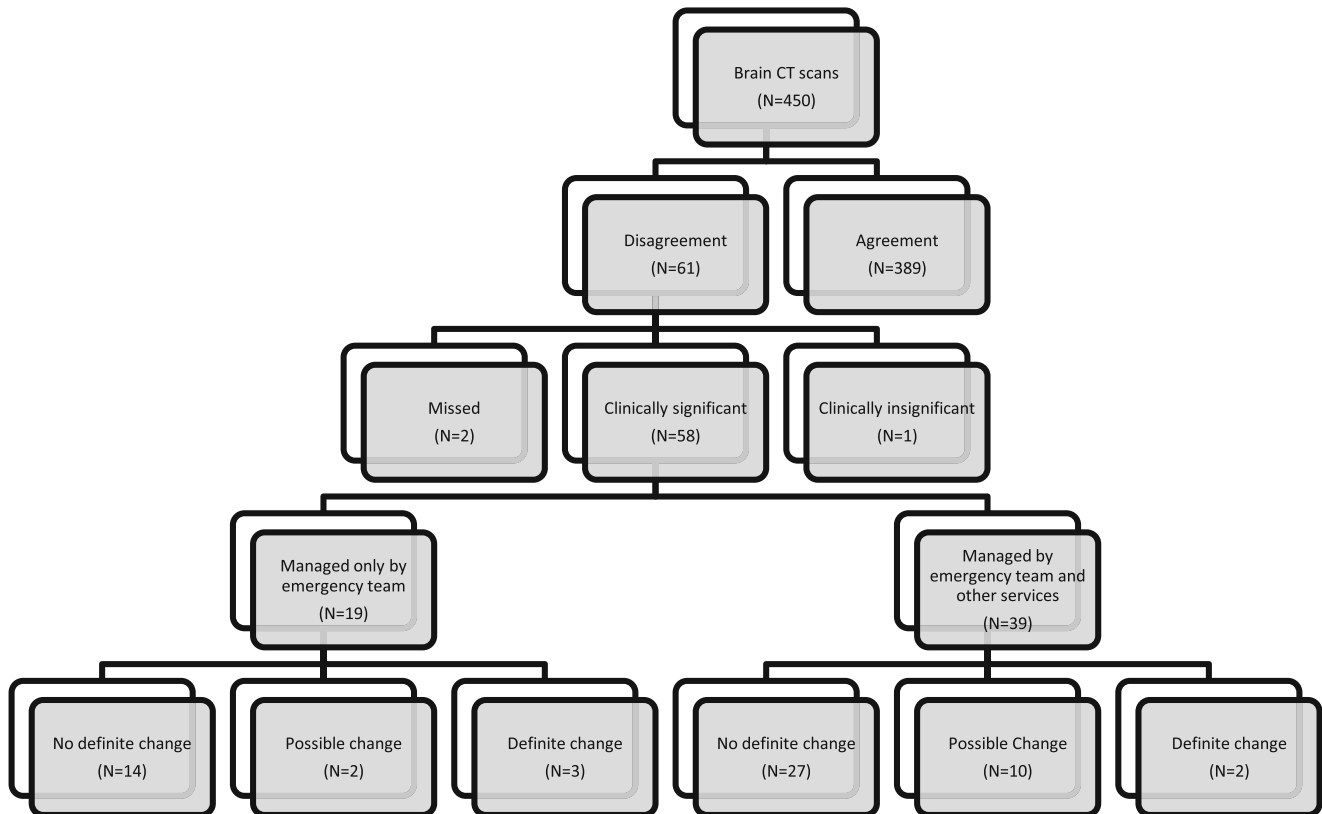 Brain CT scans
(N=450)
Disagreement
(N=61)
Agreement
(N=389)
Missed
(N=2)
Clinically significant
(N=58)
Clinically insignificant
(N=1)
Managed only by
emergency team
(N=19)
Managed by
emergency team and
other services
(N=39)
No definite change
(N=14)
Possible change
(N=2)
Definite change
(N=3)
No definite change
(N=27)
Possible Change
(N=10)
Definite change
(N=2)